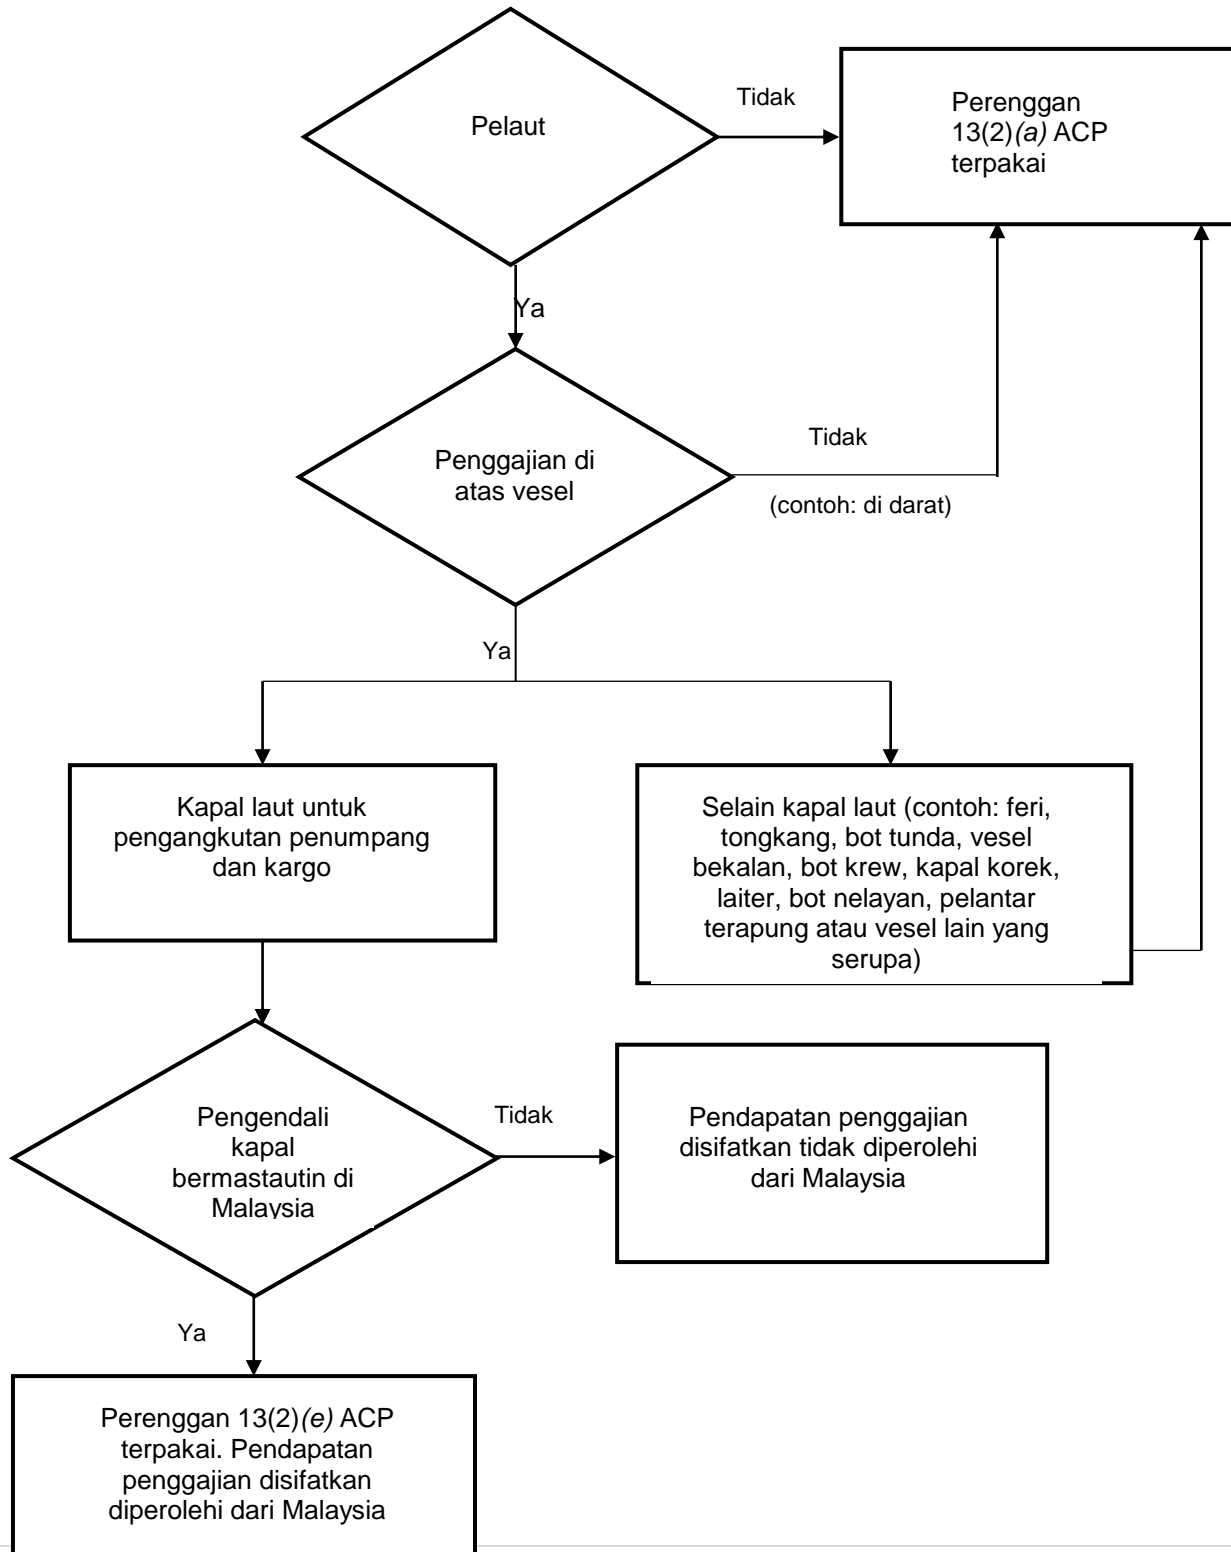 Pelaut
Tidak
Perenggan
13(2)(a) ACP
terpakai
Ya
Penggajian di
atas vesel
Tidak
(contoh: di darat)
Ya
Kapal laut untuk
pengangkutan penumpang
dan kargo
Selain kapal laut (contoh: feri,
tongkang, bot tunda, vesel
bekalan, bot krew, kapal korek,
laiter, bot nelayan, pelantar
terapung atau vesel lain yang
serupa)
Pengendali
kapal
bermastautin di
Malaysia
Tidak
Pendapatan penggajian
disifatkan tidak diperolehi
dari Malaysia
Ya
Perenggan 13(2)(e) ACP
terpakai. Pendapatan
penggajian disifatkan
diperolehi dari Malaysia